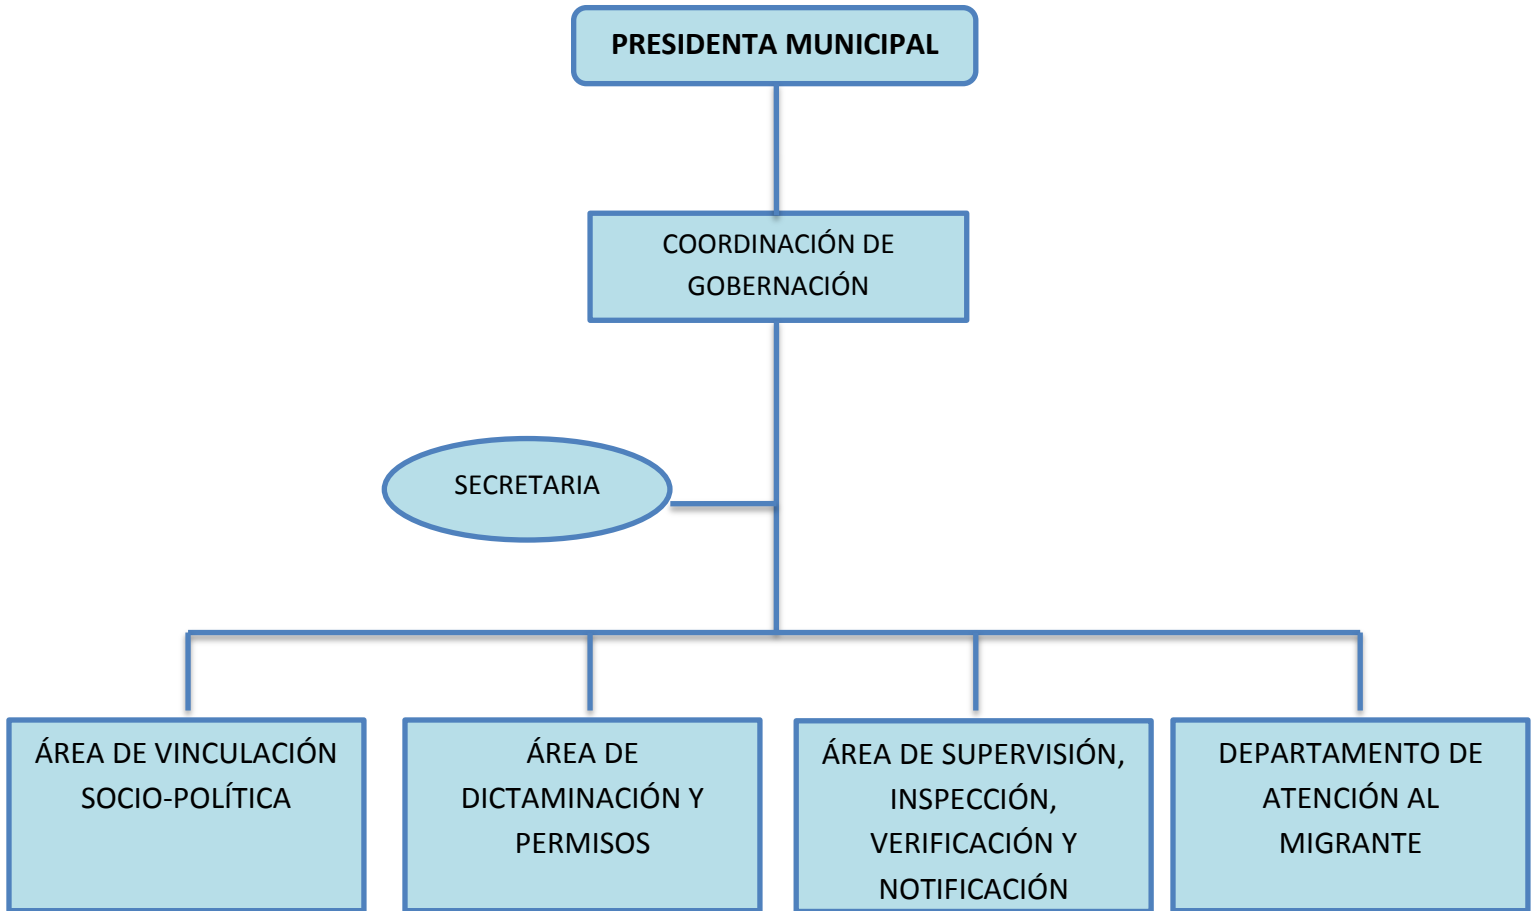 PRESIDENTA MUNICIPAL
COORDINACIÓN DE
GOBERNACIÓN
SECRETARIA
ÁREA DE VINCULACIÓN
SOCIO-POLÍTICA
ÁREA DE
DICTAMINACIÓN Y
PERMISOS
ÁREA DE SUPERVISIÓN,
INSPECCIÓN,
VERIFICACIÓN Y
NOTIFICACIÓN
DEPARTAMENTO DE
ATENCIÓN AL
MIGRANTE